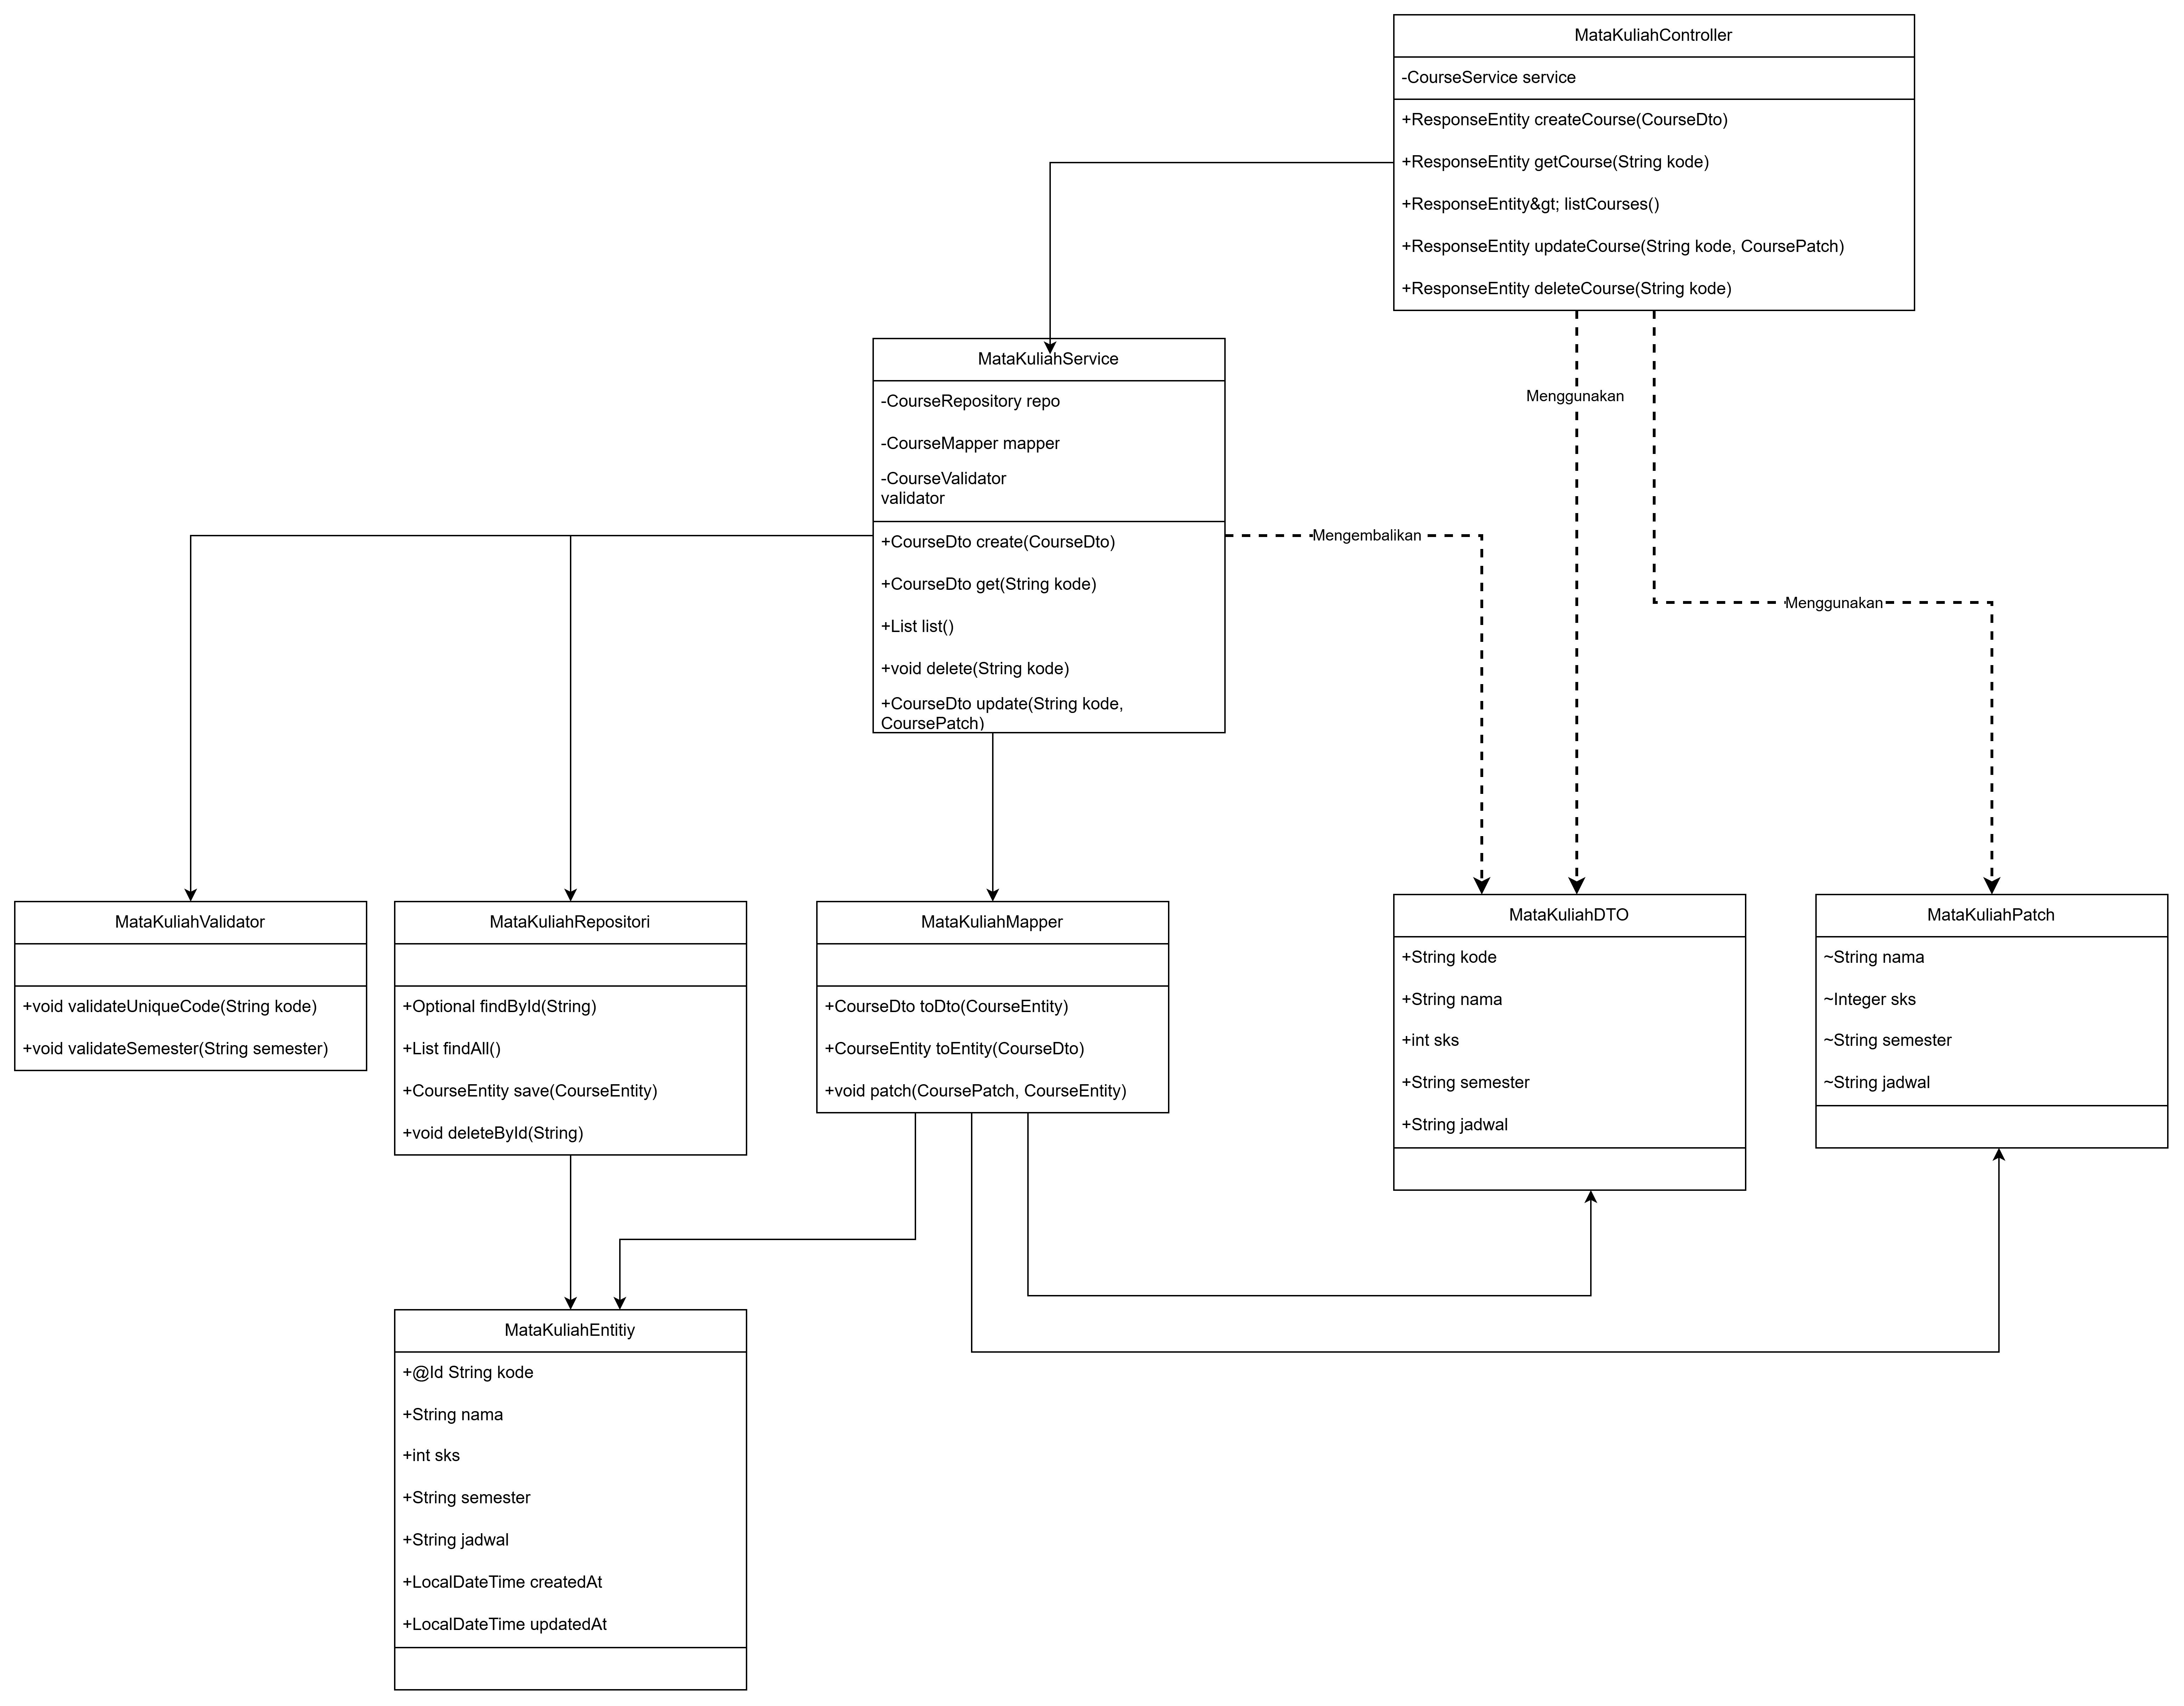 MataKuliahController
-CourseService service
+ResponseEntity createCourse(CourseDto)
+ResponseEntity getCourse(String kode)
+ResponseEntity&gt; listCourses()
+ResponseEntity updateCourse(String kode, CoursePatch)
+ResponseEntity deleteCourse(String kode)
MataKuliahService
-CourseRepository repo
-CourseMapper mapper
-CourseValidator
validator
+CourseDto create(CourseDto)
+CourseDto get(String kode)
+List list()
+void delete(String kode)
+CourseDto update(String kode,
CoursePatch)
Menggunakan
Mengembalikan
Menggunakan
MataKuliahValidator
+void validateUniqueCode(String kode)
+void validateSemester(String semester)
MataKuliahRepositori
+Optional findById(String)
+List findAll()
+CourseEntity save(CourseEntity)
+void deleteById(String)
MataKuliahMapper
+CourseDto toDto(CourseEntity)
+CourseEntity toEntity(CourseDto)
+void patch(CoursePatch, CourseEntity)
MataKuliahDTO
+String kode
+String nama
+int sks
+String semester
+String jadwal
MataKuliahPatch
~String nama
~Integer sks
~String semester
~String jadwal
MataKuliahEntitiy
+@Id String kode
+String nama
+int sks
+String semester
+String jadwal
+LocalDateTime createdAt
+LocalDateTime updatedAt